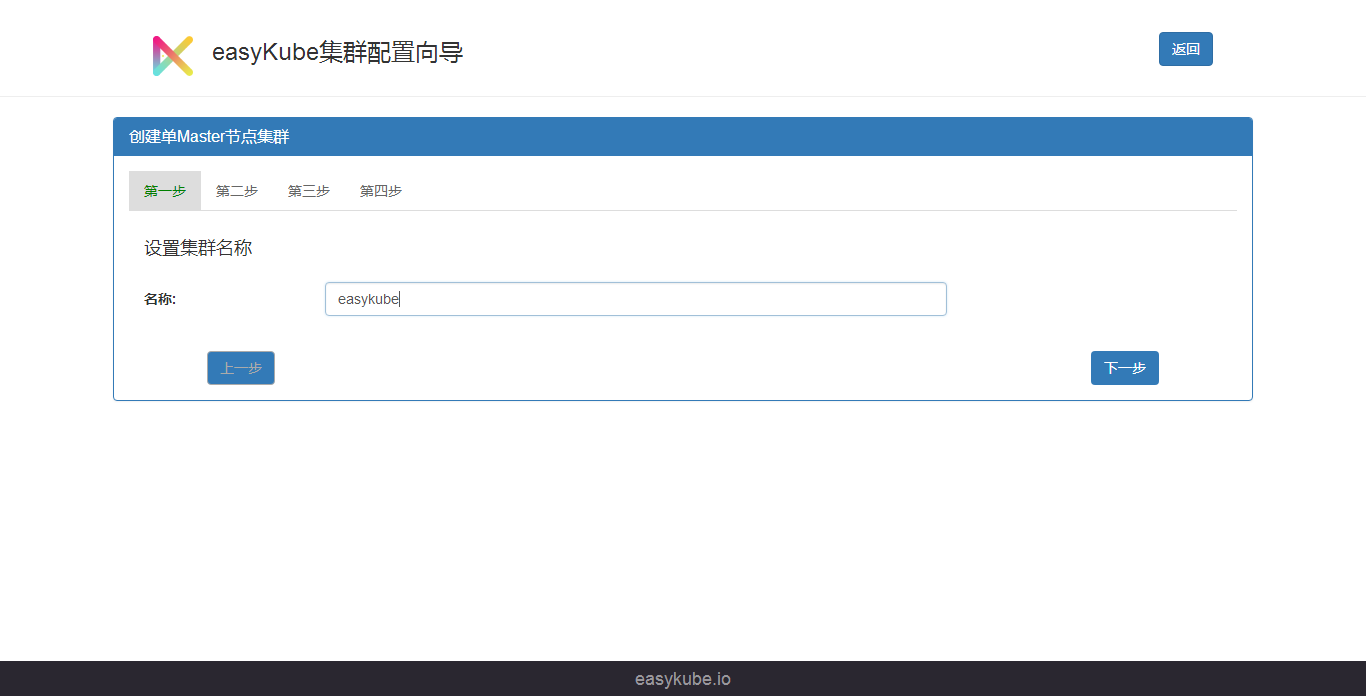 easyKube集群配置向导
返回
创建单Master节点集群
第一步 第二步 第三步 第四步
设置集群名称
名称: easykube
上一步 下一步
easykube.io